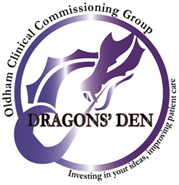 Oldham Clinical Commissioning Group
DRAGONS' DEN
Investing in your ideas, improving patient care